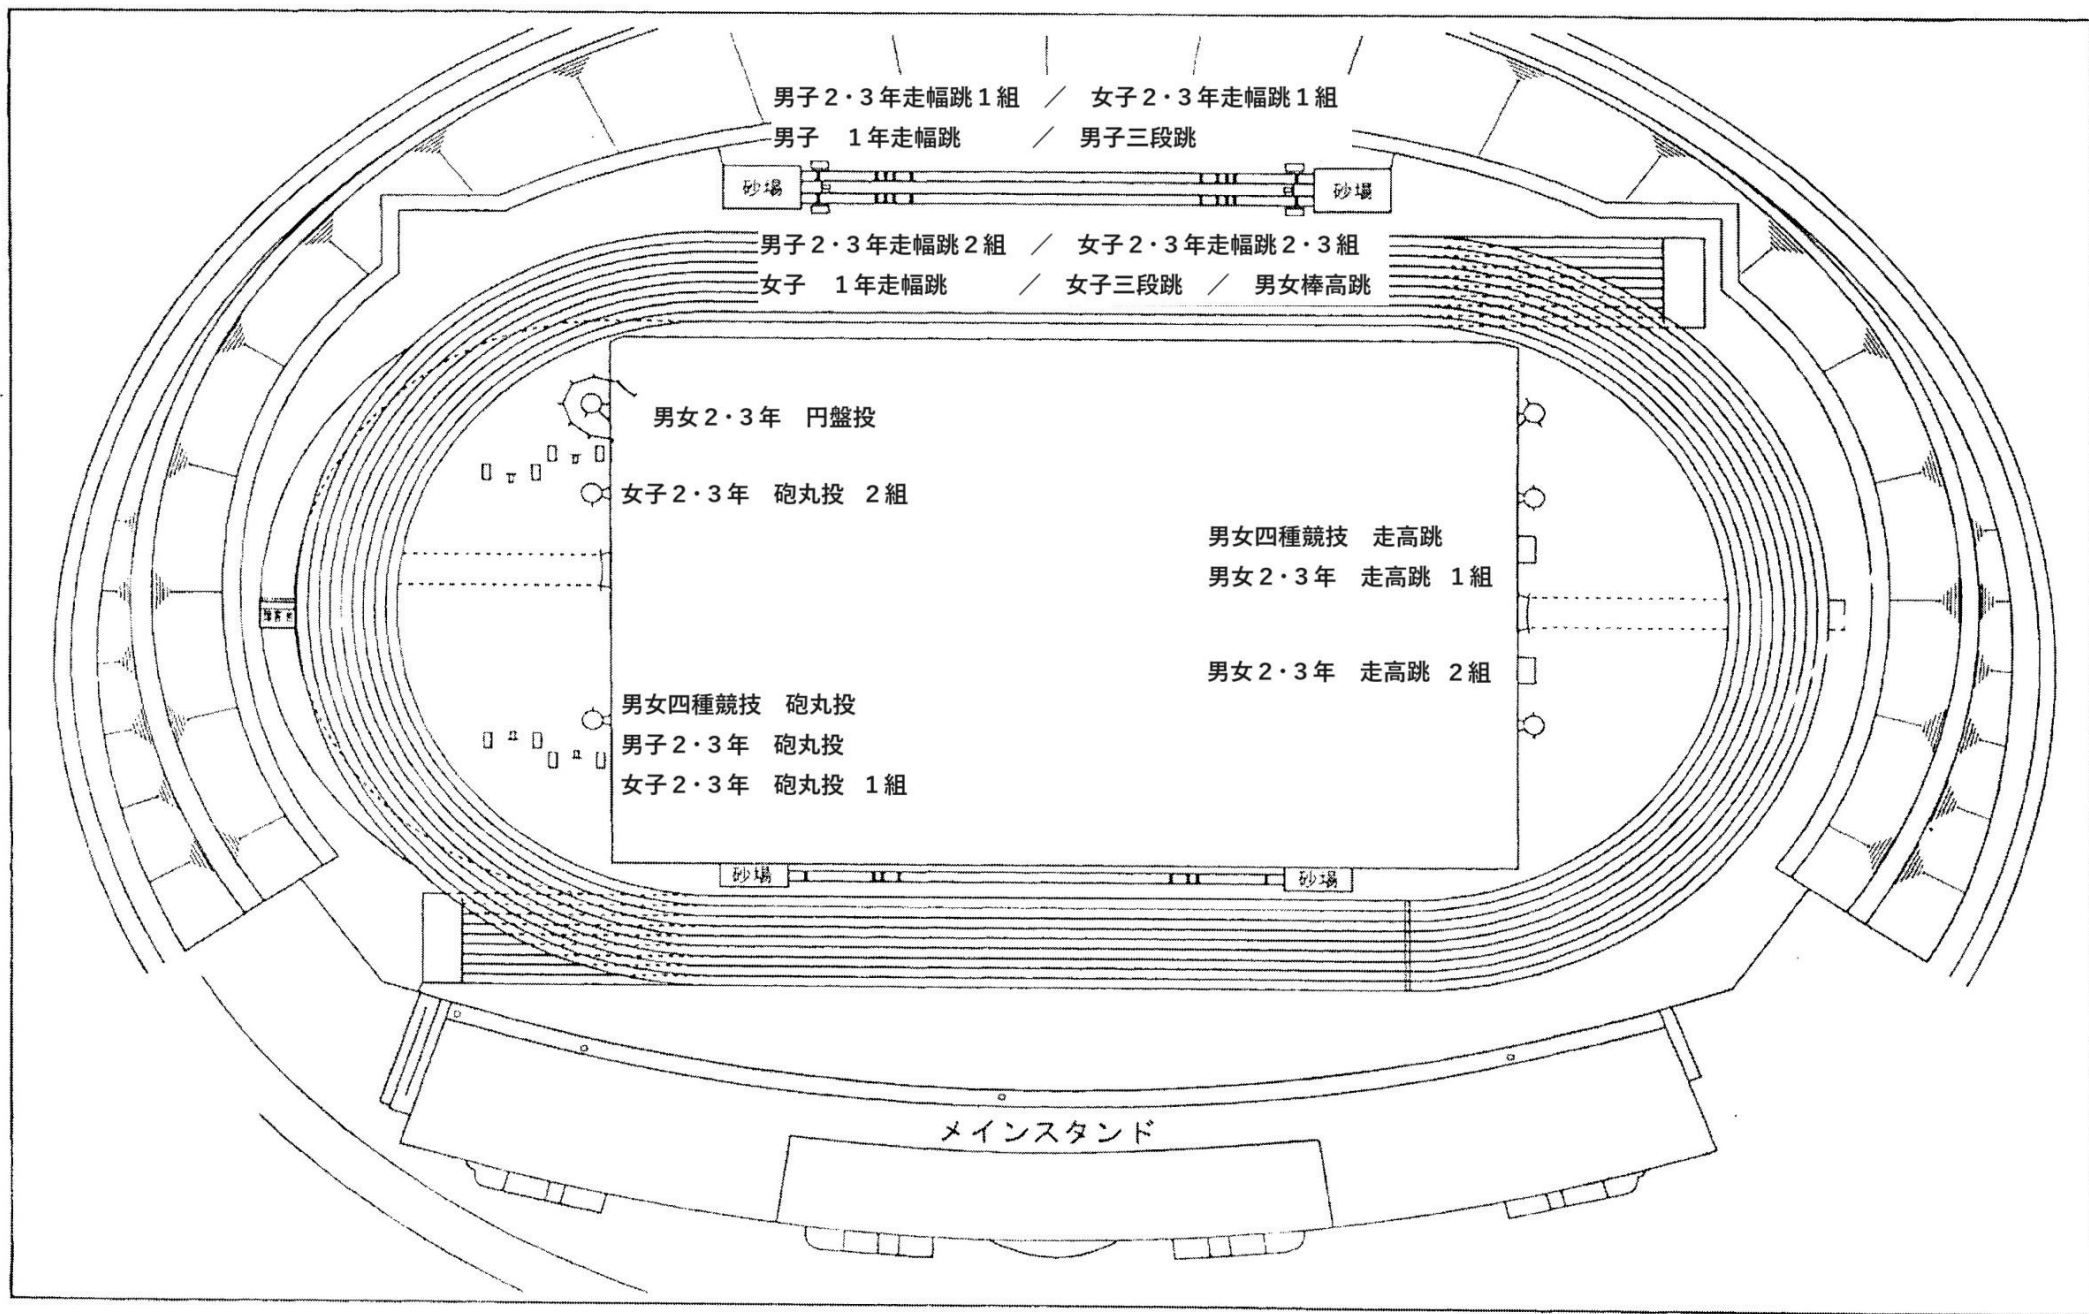 男子２・３年走幅跳１組　／　女子２・３年走幅跳１組
男子　１年走幅跳　　　／　男子三段跳
砂場
砂場
男子２・３年走幅跳２組　／　女子２・３年走幅跳２・３組
女子　１年走幅跳　　　／　女子三段跳　／　男女棒高跳
男女２・３年　円盤投
女子２・３年　砲丸投　２組
男女四種競技　走高跳
男女２・３年　走高跳　１組
男女２・３年　走高跳　２組
男女四種競技　砲丸投
男子２・３年　砲丸投
女子２・３年　砲丸投　１組
砂場
砂場
メインスタンド